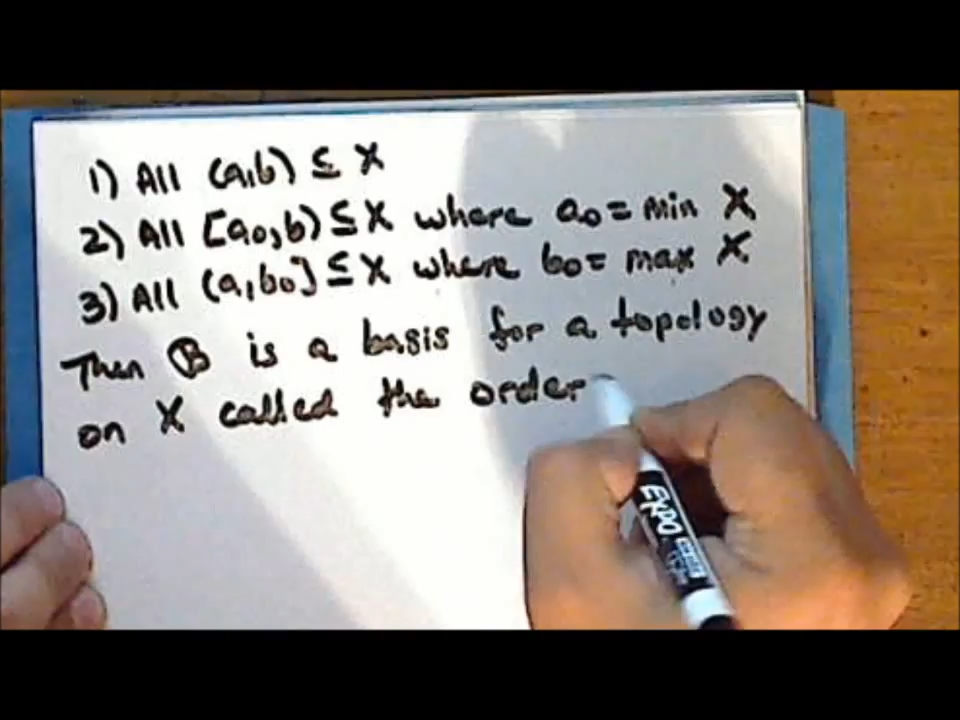 1) All (a,b) ⊆ X
2) All [a₀,b) ⊆ X where a₀ = min X
3) All (a,b₀] ⊆ X where b₀ = max X
Then B is a basis for a topology
on X called the order
EXPO